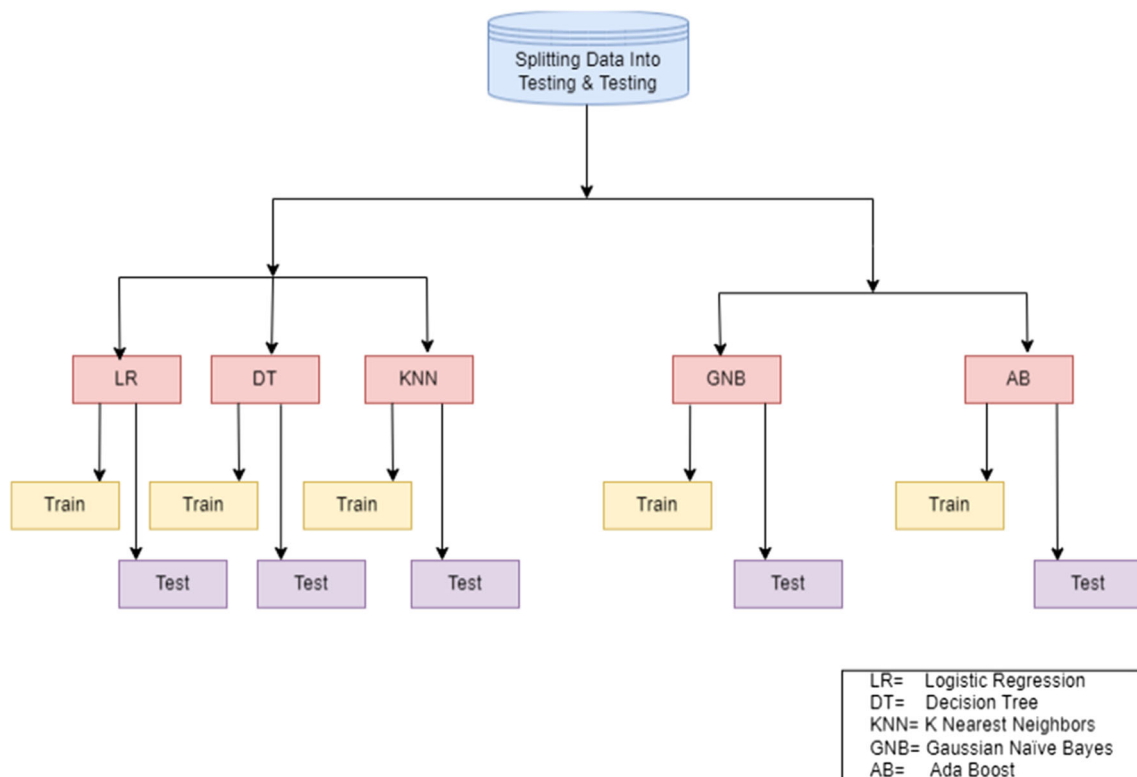 Splitting Data Into
Testing & Testing
LR
DT
KNN
GNB
AB
Train
Train
Train
Train
Train
Test
Test
Test
Test
Test
LR= Logistic Regression
DT= Decision Tree
KNN= K Nearest Neighbors
GNB= Gaussian Naïve Bayes
AB= Ada Boost